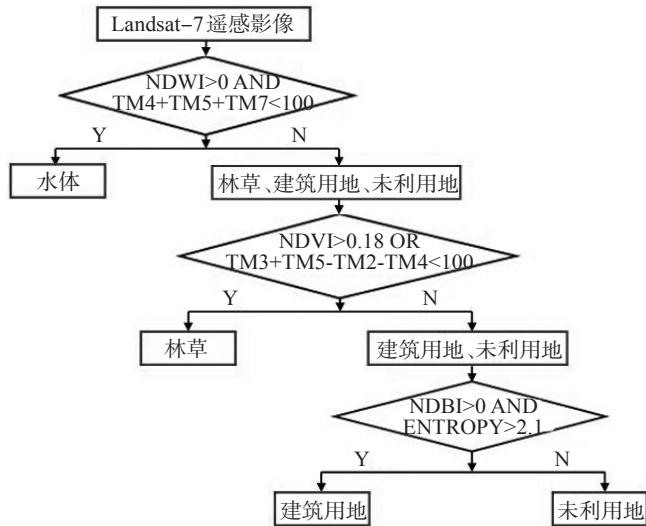 Landsat-7遥感影像
NDWI>0 AND
TM4+TM5+TM7<100
Y
N
水体
林草、建筑用地、未利用地
NDVI>0.18 OR
TM3+TM5-TM2-TM4<100
Y
N
林草
建筑用地、未利用地
NDBI>0 AND
ENTROPY>2.1
Y
N
建筑用地
未利用地